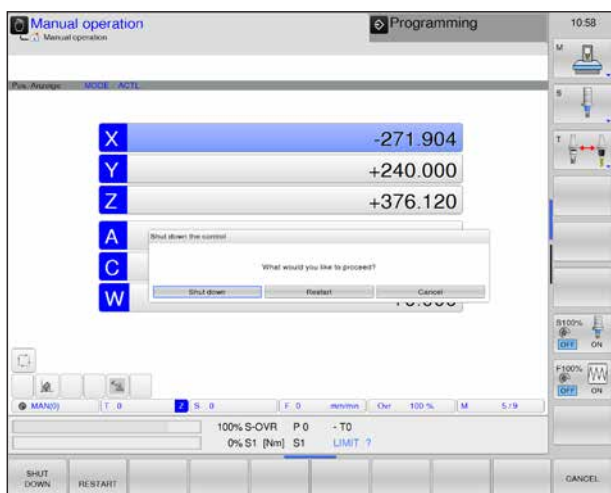 Manual operation
Programming
10:58
Manual operation
Pos. Anzeige MODE: ACTL.
M
S
T
X -271.904
Y +240.000
Z +376.120
A
C
W
Shut down the control
What would you like to proceed?
Shut down Restart Cancel
S100%
OFF ON
F100%
OFF ON
MAN(0) T 0 Z S 0 F 0 mm/min Ovr 100 % M 5/9
100% S-OVR P0 - T0
0% S1 [Nm] S1 LIMIT ?
SHUT DOWN
RESTART
CANCEL